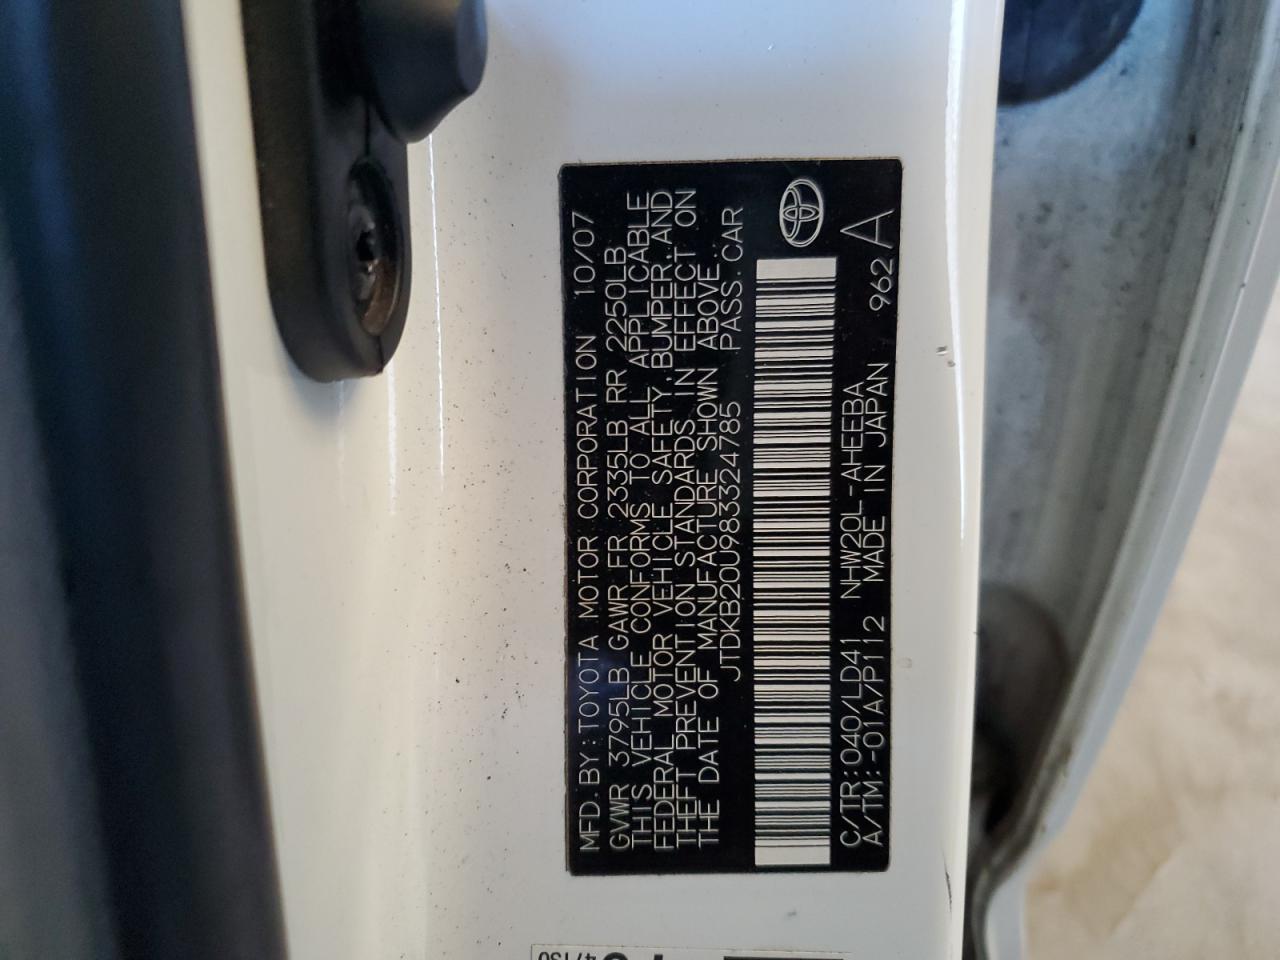 MFD.BY:TOYOTA MOTOR CORPORATION 10/07
GVWR 3795LB GAWR FR 2335LB RR 2250LB
THIS VEHICLE CONFORMS TO ALL APPLICABLE
FEDERAL MOTOR VEHICLE SAFETY,BUMPER,AND
THEFT PREVENTION STANDARDS IN EFFECT ON
THE DATE OF MANUFACTURE SHOWN ABOVE
JTDKB20U983324785 PASS.CAR
C/TR:040/LD41 NHW20L-AHEEBA 962 A
A/TM:-01A/P112 MADE IN JAPAN